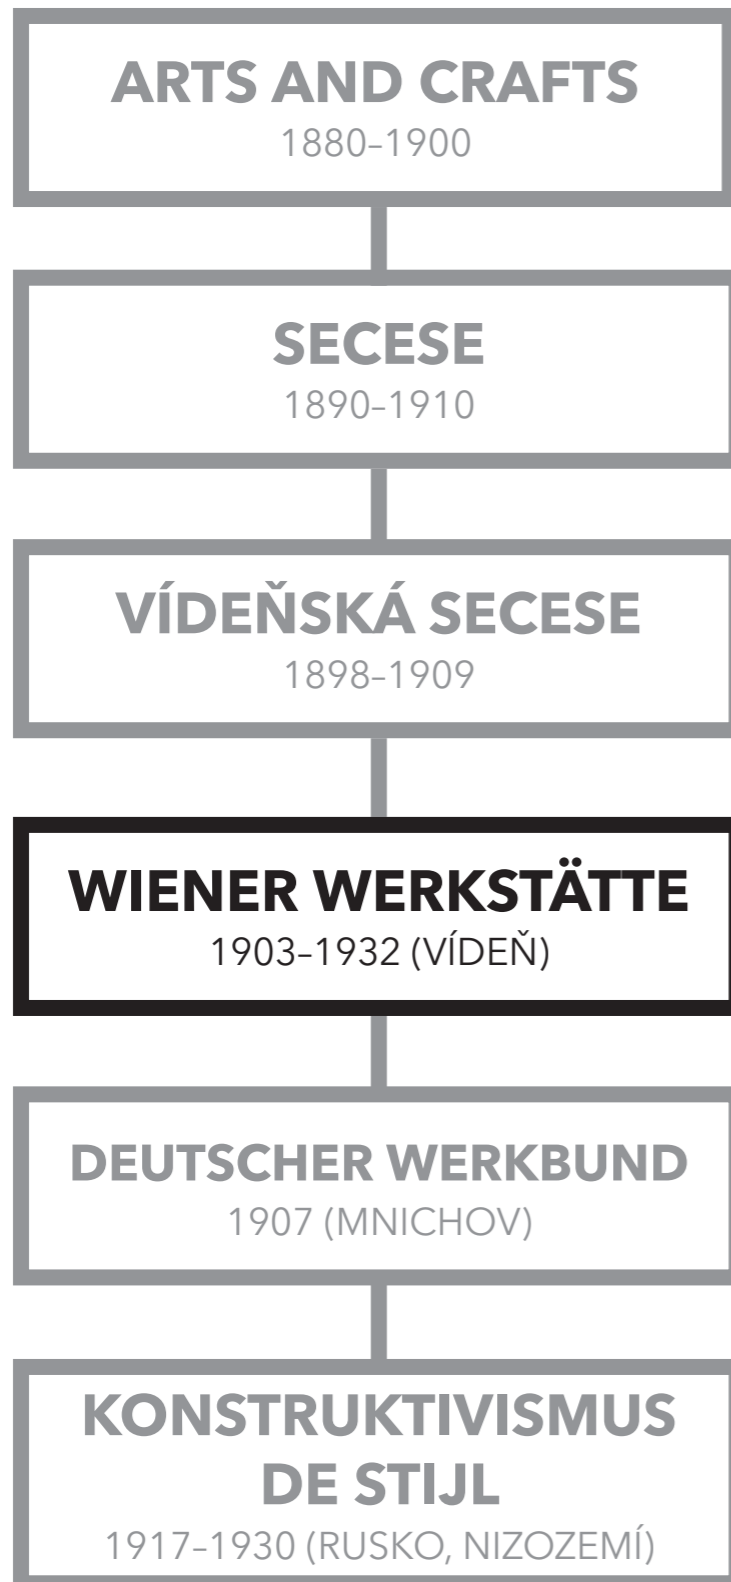 ARTS AND CRAFTS
1880–1900
SECESE
1890–1910
VÍDEŇSKÁ SECESE
1898–1909
WIENER WERKSTÄTTE
1903–1932 (VÍDEŇ)
DEUTSCHER WERKBUND
1907 (MNICHOV)
KONSTRUKTIVISMUS
DE STIJL
1917–1930 (RUSKO, NIZOZEMÍ)